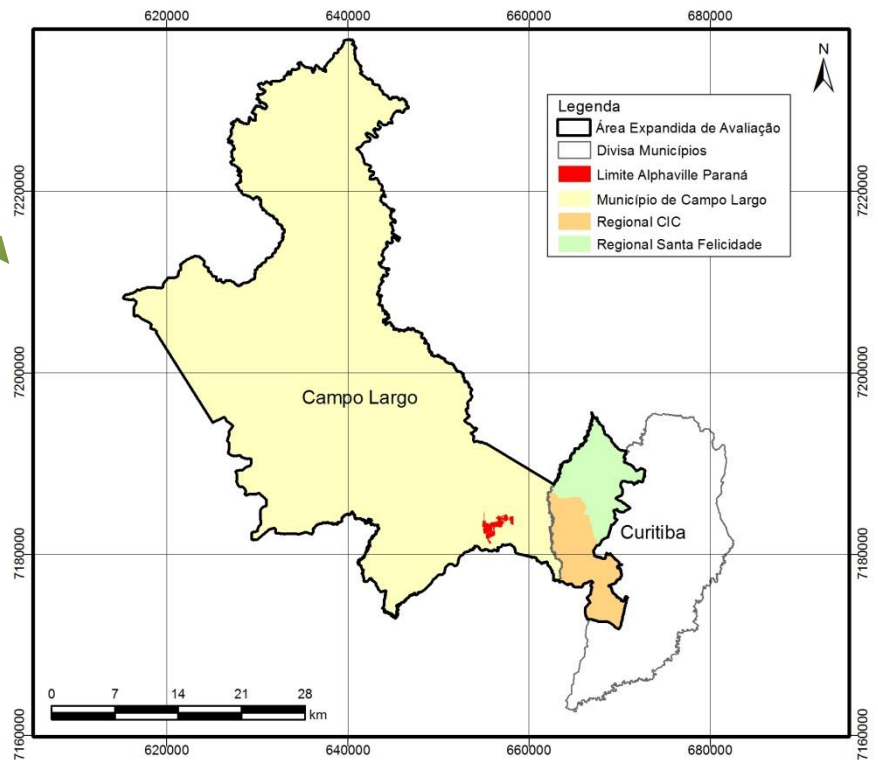 620000
640000
660000
680000
N
Legenda
Área Expandida de Avaliação
Divisa Municípios
Limite Alphaville Paraná
Município de Campo Largo
Regional CIC
Regional Santa Felicidade
7220000
7220000
7200000
7200000
Campo Largo
Curitiba
7180000
7180000
0 7 14 21 28
km
7160000
7160000
620000
640000
660000
680000